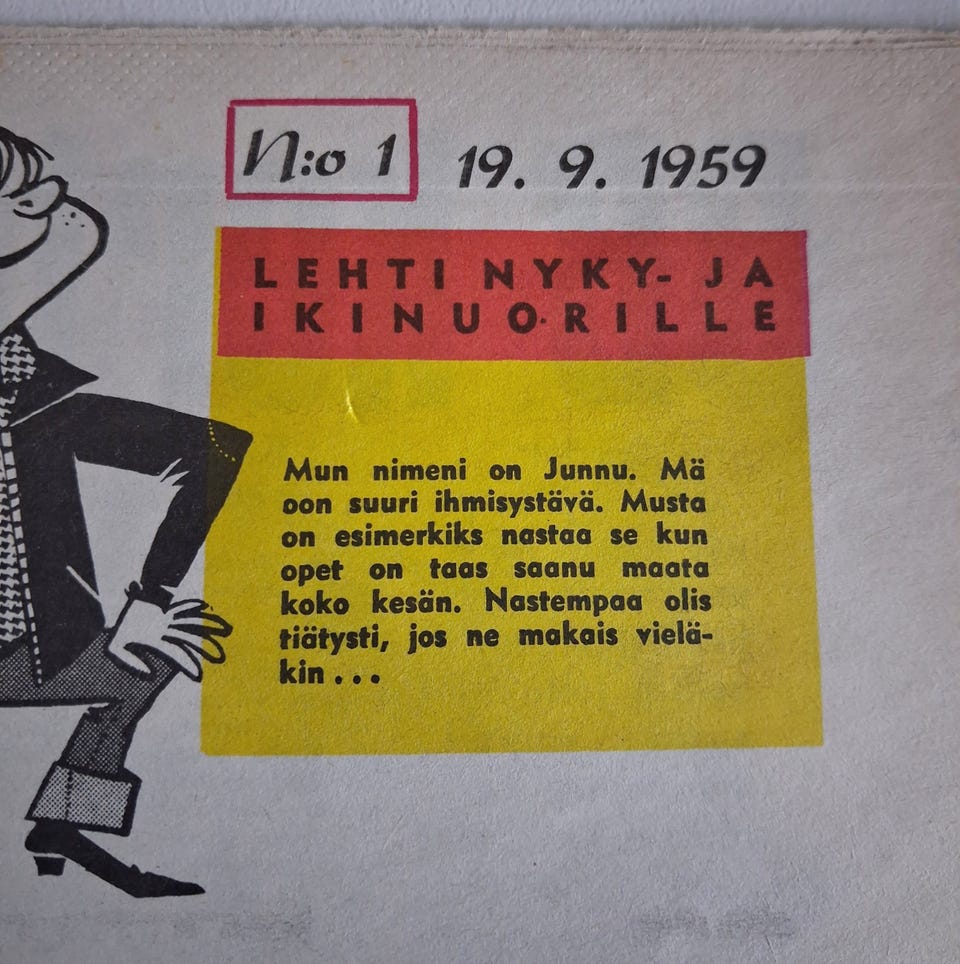 N:o 1 19. 9. 1959
LEHTI NYKY- JA
IKINUORILLE
Mun nimeni on Junnu. Mä
oon suuri ihmisystävä. Musta
on esimerkiks nastaa se kun
opet on taas saanu maata
koko kesän. Nastempaa olis
tiätysti, jos ne makais vielä-
kin . . .